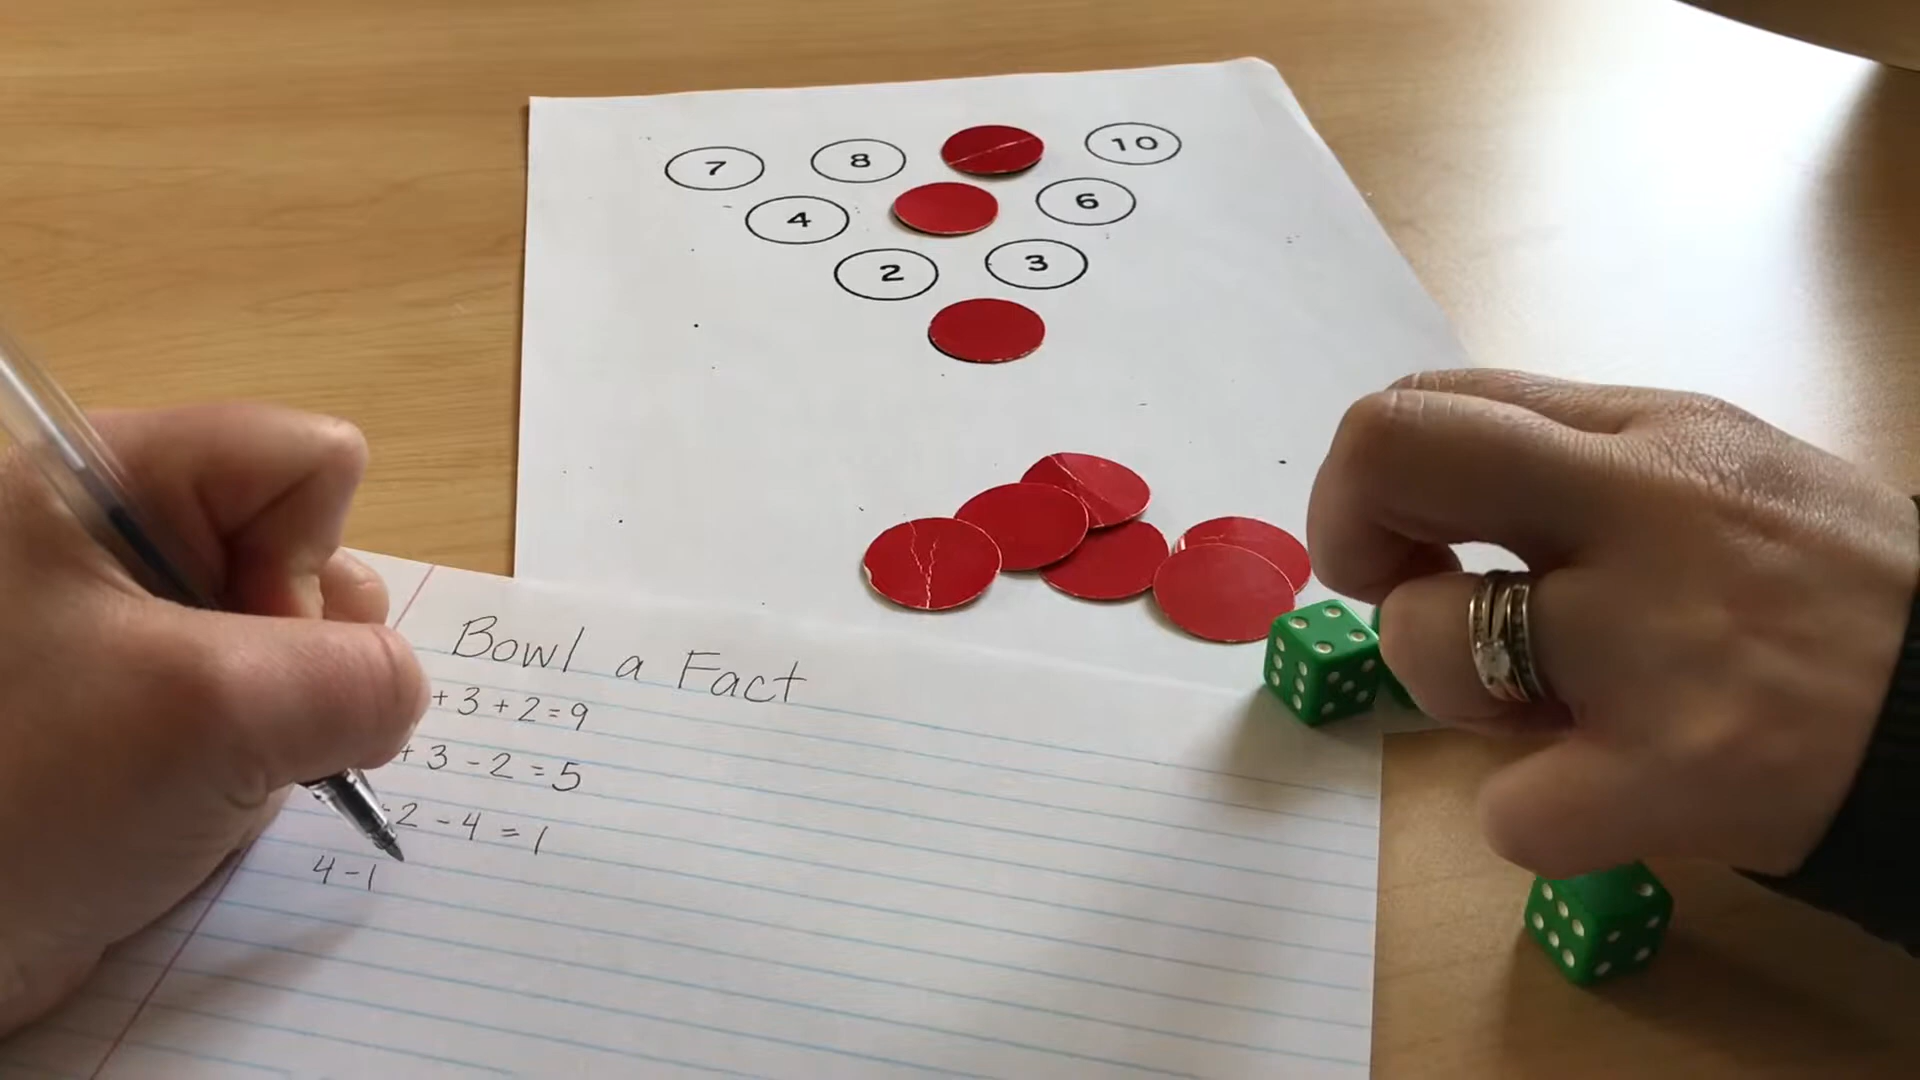 7 8 10
4 6
2 3
Bowl a Fact
+ 3 + 2 = 9
+ 3 - 2 = 5
2 - 4 = 1
4 - 1